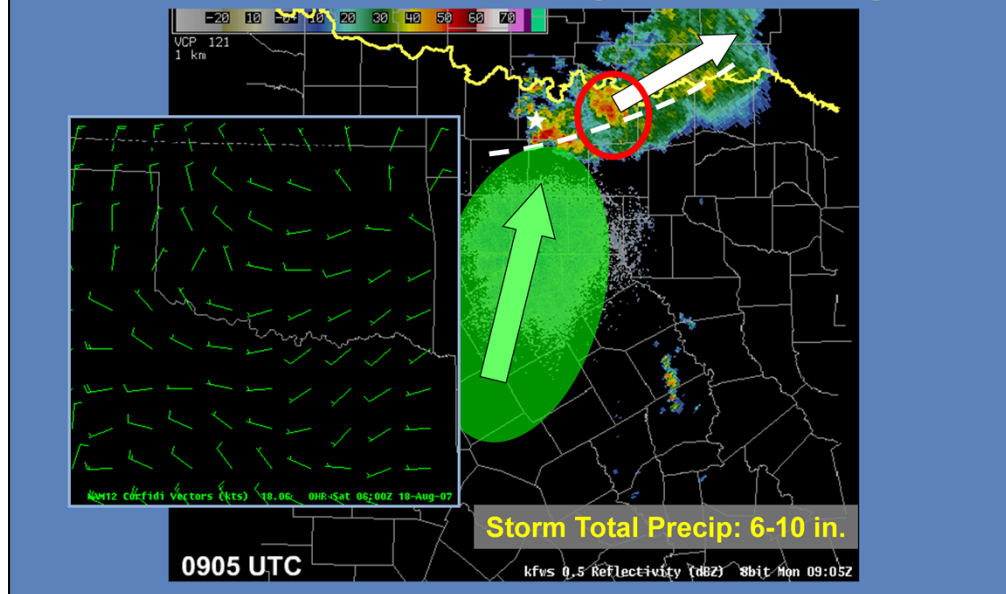 -20 10 -0 10 20 30 40 50 60 70
VCP 121
1 km
NAM12 Corfidi Vectors (kts) 18.06 0HR Sat 06:00Z 18-Aug-07
Storm Total Precip: 6-10 in.
0905 UTC
kfws 0.5 Reflectivity (dBZ) 8bit Mon 09:05Z